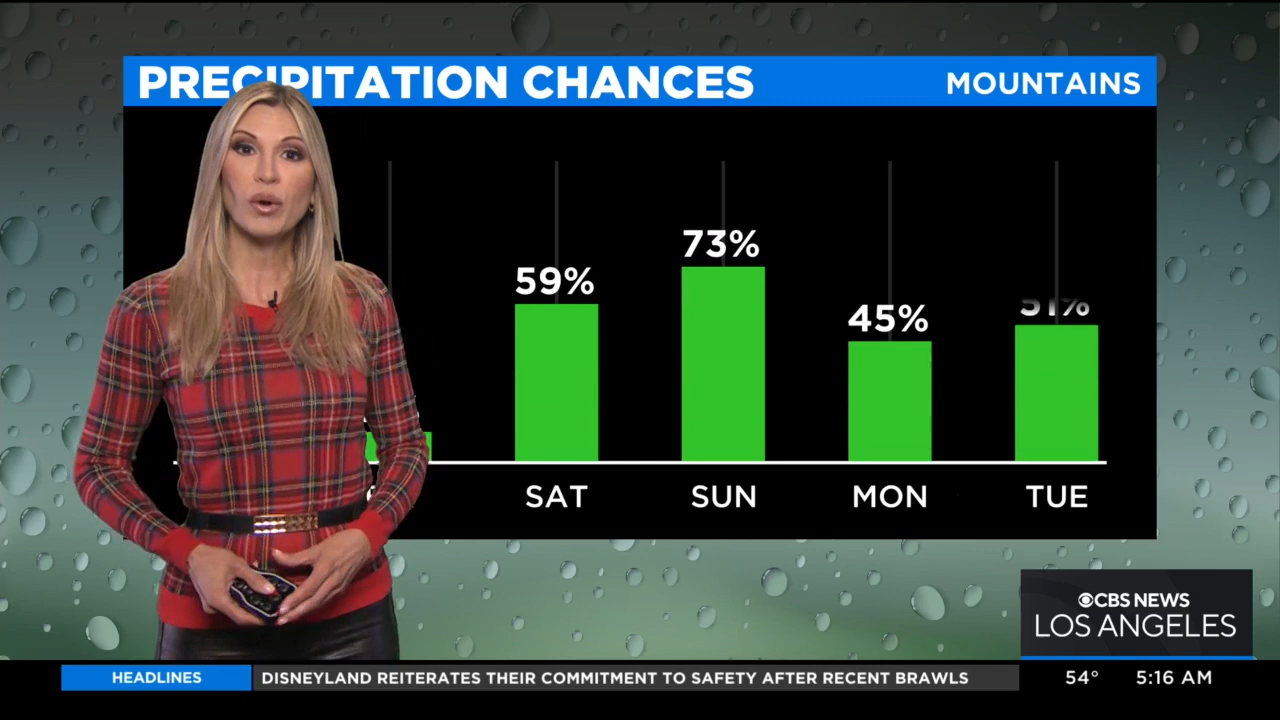 PRECIPITATION CHANCES
MOUNTAINS
59%
73%
45%
51%
SAT
SUN
MON
TUE
CBS NEWS
LOS ANGELES
HEADLINES
DISNEYLAND REITERATES THEIR COMMITMENT TO SAFETY AFTER RECENT BRAWLS
54°
5:16 AM